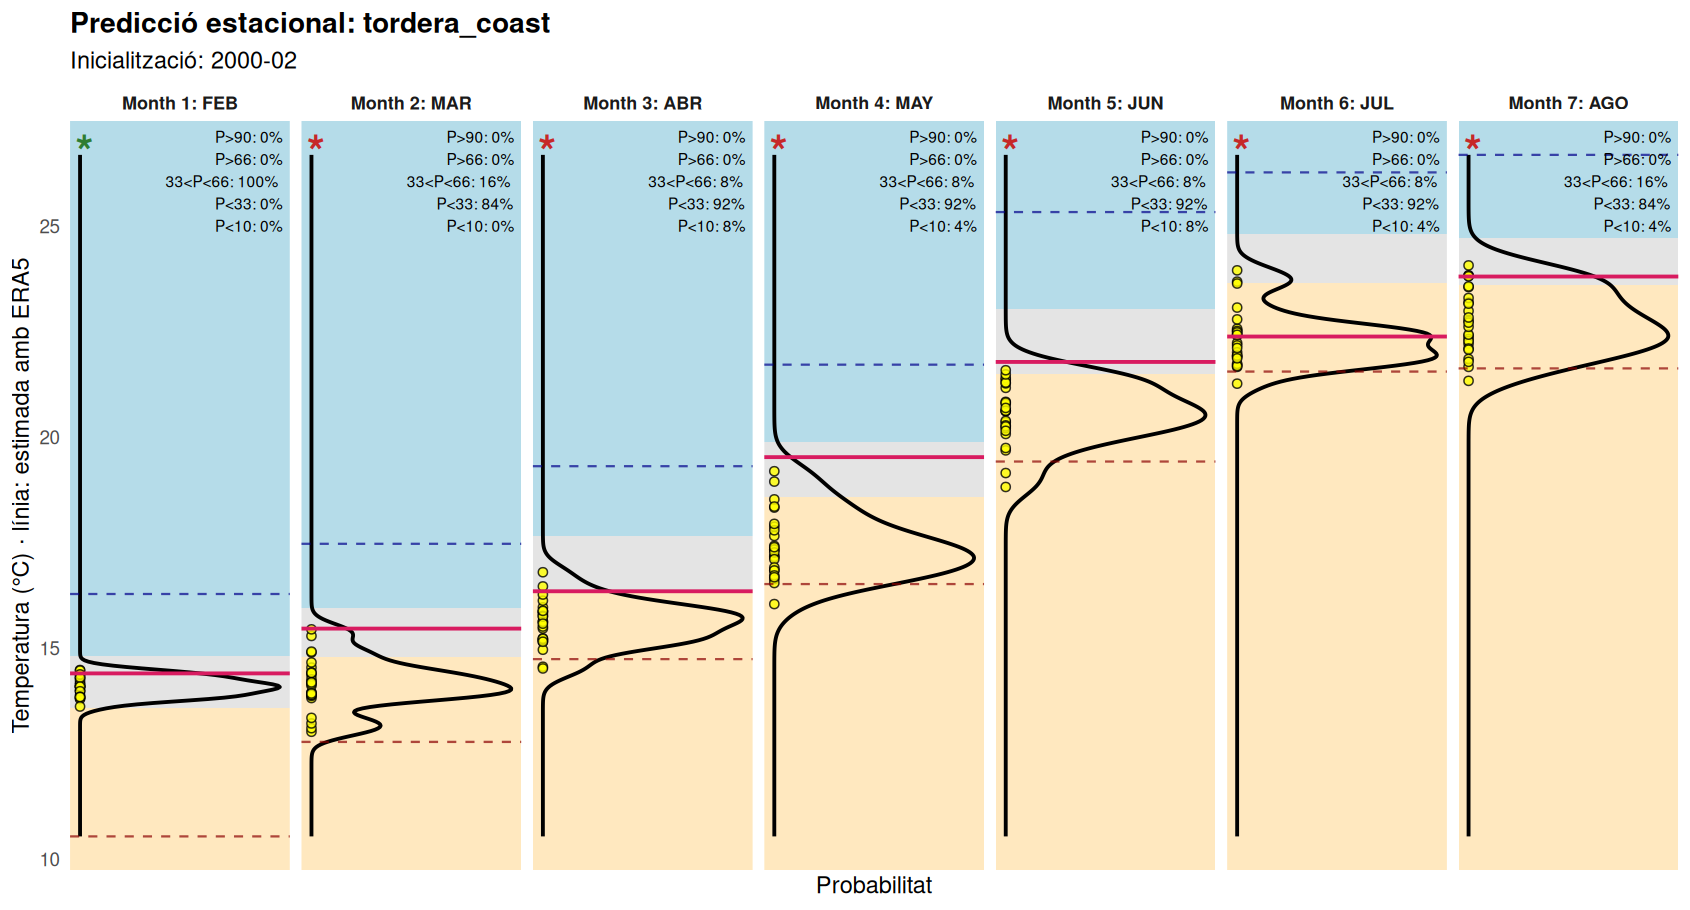 Predicció estacional: tordera_coast
Inicialització: 2000-02
Month 1: FEB
Month 2: MAR
Month 3: ABR
Month 4: MAY
Month 5: JUN
Month 6: JUL
Month 7: AGO
*
P>90: 0%
P>66: 0%
33<P<66: 100%
P<33: 0%
P<10: 0%
*
P>90: 0%
P>66: 0%
33<P<66: 16%
P<33: 84%
P<10: 0%
*
P>90: 0%
P>66: 0%
33<P<66: 8%
P<33: 92%
P<10: 8%
*
P>90: 0%
P>66: 0%
33<P<66: 8%
P<33: 92%
P<10: 4%
*
P>90: 0%
P>66: 0%
33<P<66: 8%
P<33: 92%
P<10: 8%
*
P>90: 0%
P>66: 0%
33<P<66: 8%
P<33: 92%
P<10: 4%
*
P>90: 0%
P>66: 0%
33<P<66: 16%
P<33: 84%
P<10: 4%
25
20
15
10
Temperatura (°C) · línia: estimada amb ERA5
Probabilitat